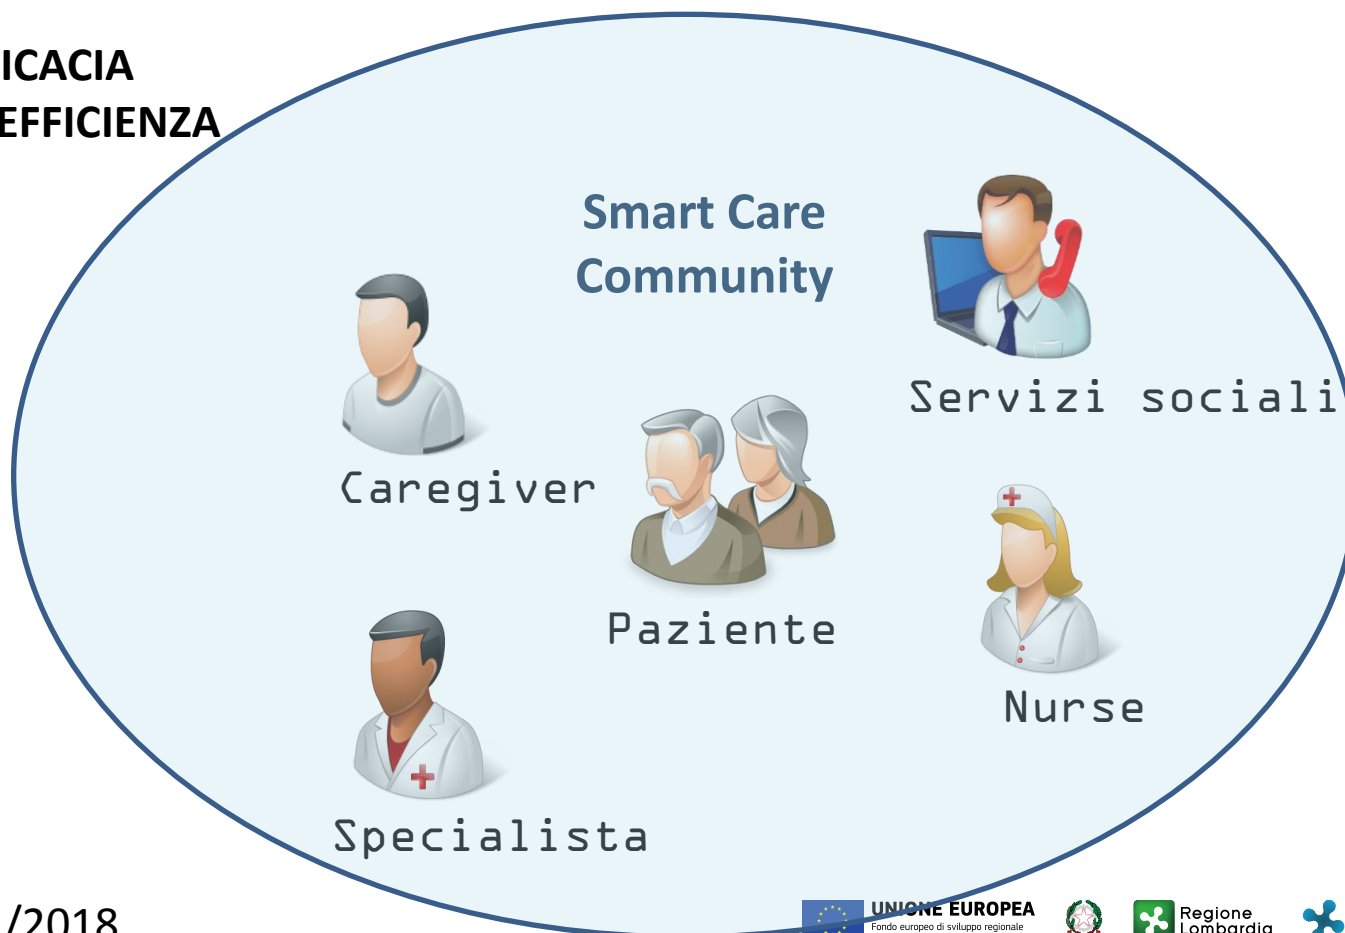 ICACIA
EFFICIENZA
Smart Care
Community
Servizi sociali
Caregiver
Paziente
Nurse
Specialista
/2018
UNIONE EUROPEA
Fondo europeo di sviluppo regionale
Regione
Lombardia